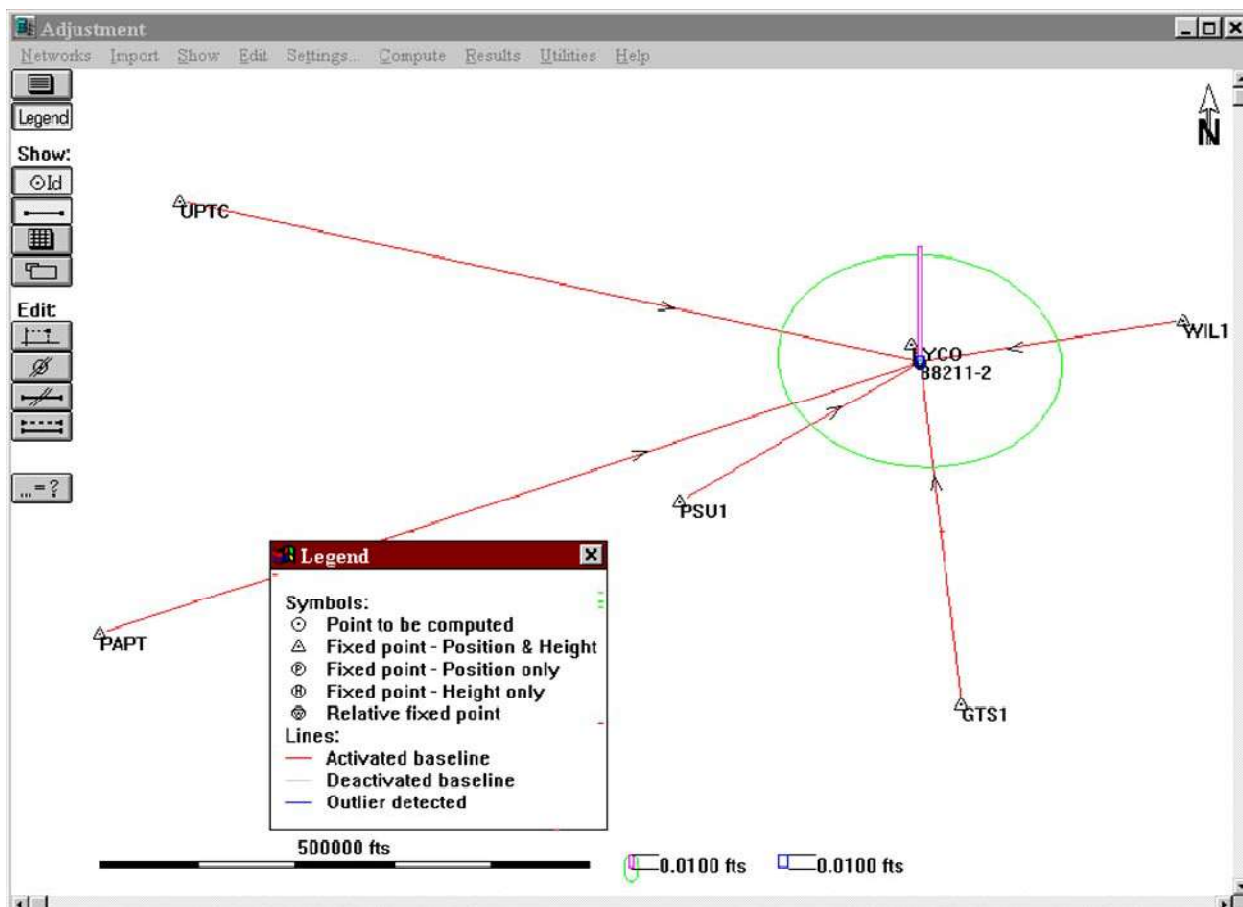 Adjustment
Networks Import Show Edit Settings... Compute Results Utilities Help
Legend
N
Show:
Id
UPTC
Edit:
WIL1
LYCO
38211-2
PSU1
... = ?
Legend
Symbols:
Point to be computed
Fixed point - Position & Height
P Fixed point - Position only
H Fixed point - Height only
Relative fixed point
Lines:
Activated baseline
Deactivated baseline
Outlier detected
PAPT
GTS1
500000 fts
0.0100 fts
0.0100 fts